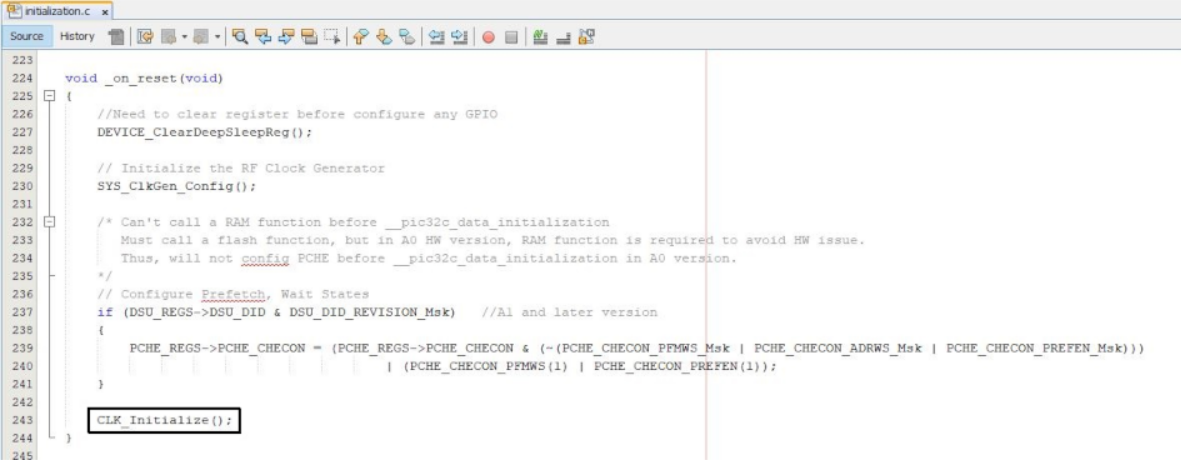 initialization.c x
Source History
223
224 void _on_reset(void)
225 {
226 //Need to clear register before configure any GPIO
227 DEVICE_ClearDeepSleepReg();
228
229 // Initialize the RF Clock Generator
230 SYS_ClkGen_Config();
231
232 /* Can't call a RAM function before __pic32c_data_initialization
233 Must call a flash function, but in A0 HW version, RAM function is required to avoid HW issue.
234 Thus, will not config PCHE before __pic32c_data_initialization in A0 version.
235 */
236 // Configure Prefetch, Wait States
237 if (DSU_REGS->DSU_DID & DSU_DID_REVISION_Msk) //A1 and later version
238 {
239 PCHE_REGS->PCHE_CHECON = (PCHE_REGS->PCHE_CHECON & (~(PCHE_CHECON_PFMWS_Msk | PCHE_CHECON_ADRWS_Msk | PCHE_CHECON_PREFEN_Msk)))
240 | (PCHE_CHECON_PFMWS(1) | PCHE_CHECON_PREFEN(1));
241 }
242
243 CLK_Initialize();
244 }
245